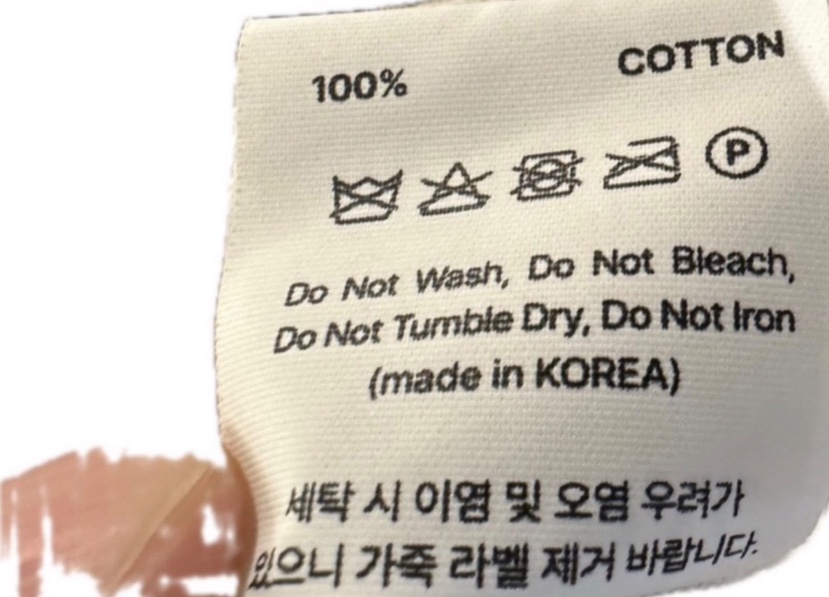 100% COTTON
P
Do Not Wash, Do Not Bleach,
Do Not Tumble Dry, Do Not Iron
(made in KOREA)
세탁 시 이염 및 오염 우려가
있으니 가죽 라벨 제거 바랍니다.